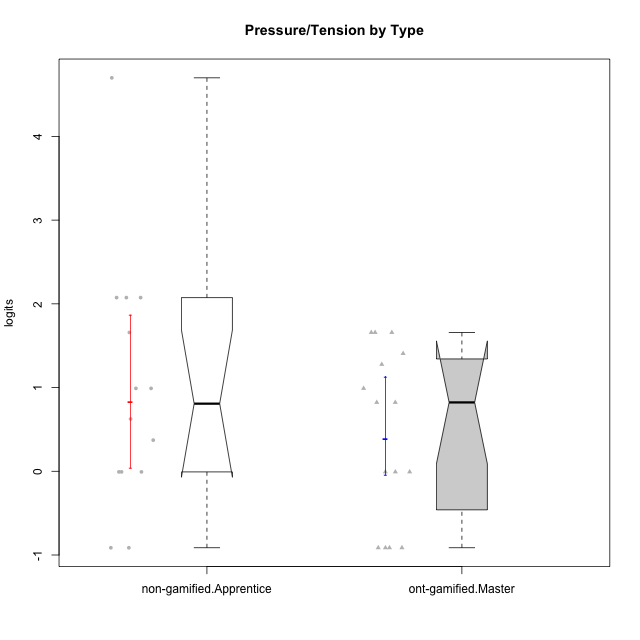 Pressure/Tension by Type
logits
4
3
2
1
0
-1
non-gamified.Apprentice
ont-gamified.Master